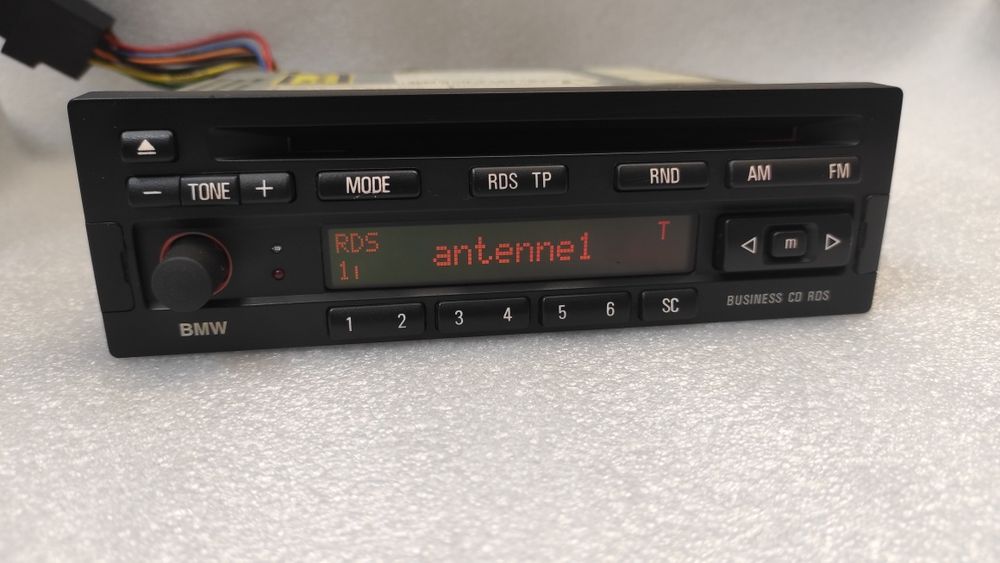 − TONE +
MODE
RDS TP
RND
AM FM
RDS
antenne1
T
1
m
BMW
1 2
3 4
5 6
SC
BUSINESS CD RDS